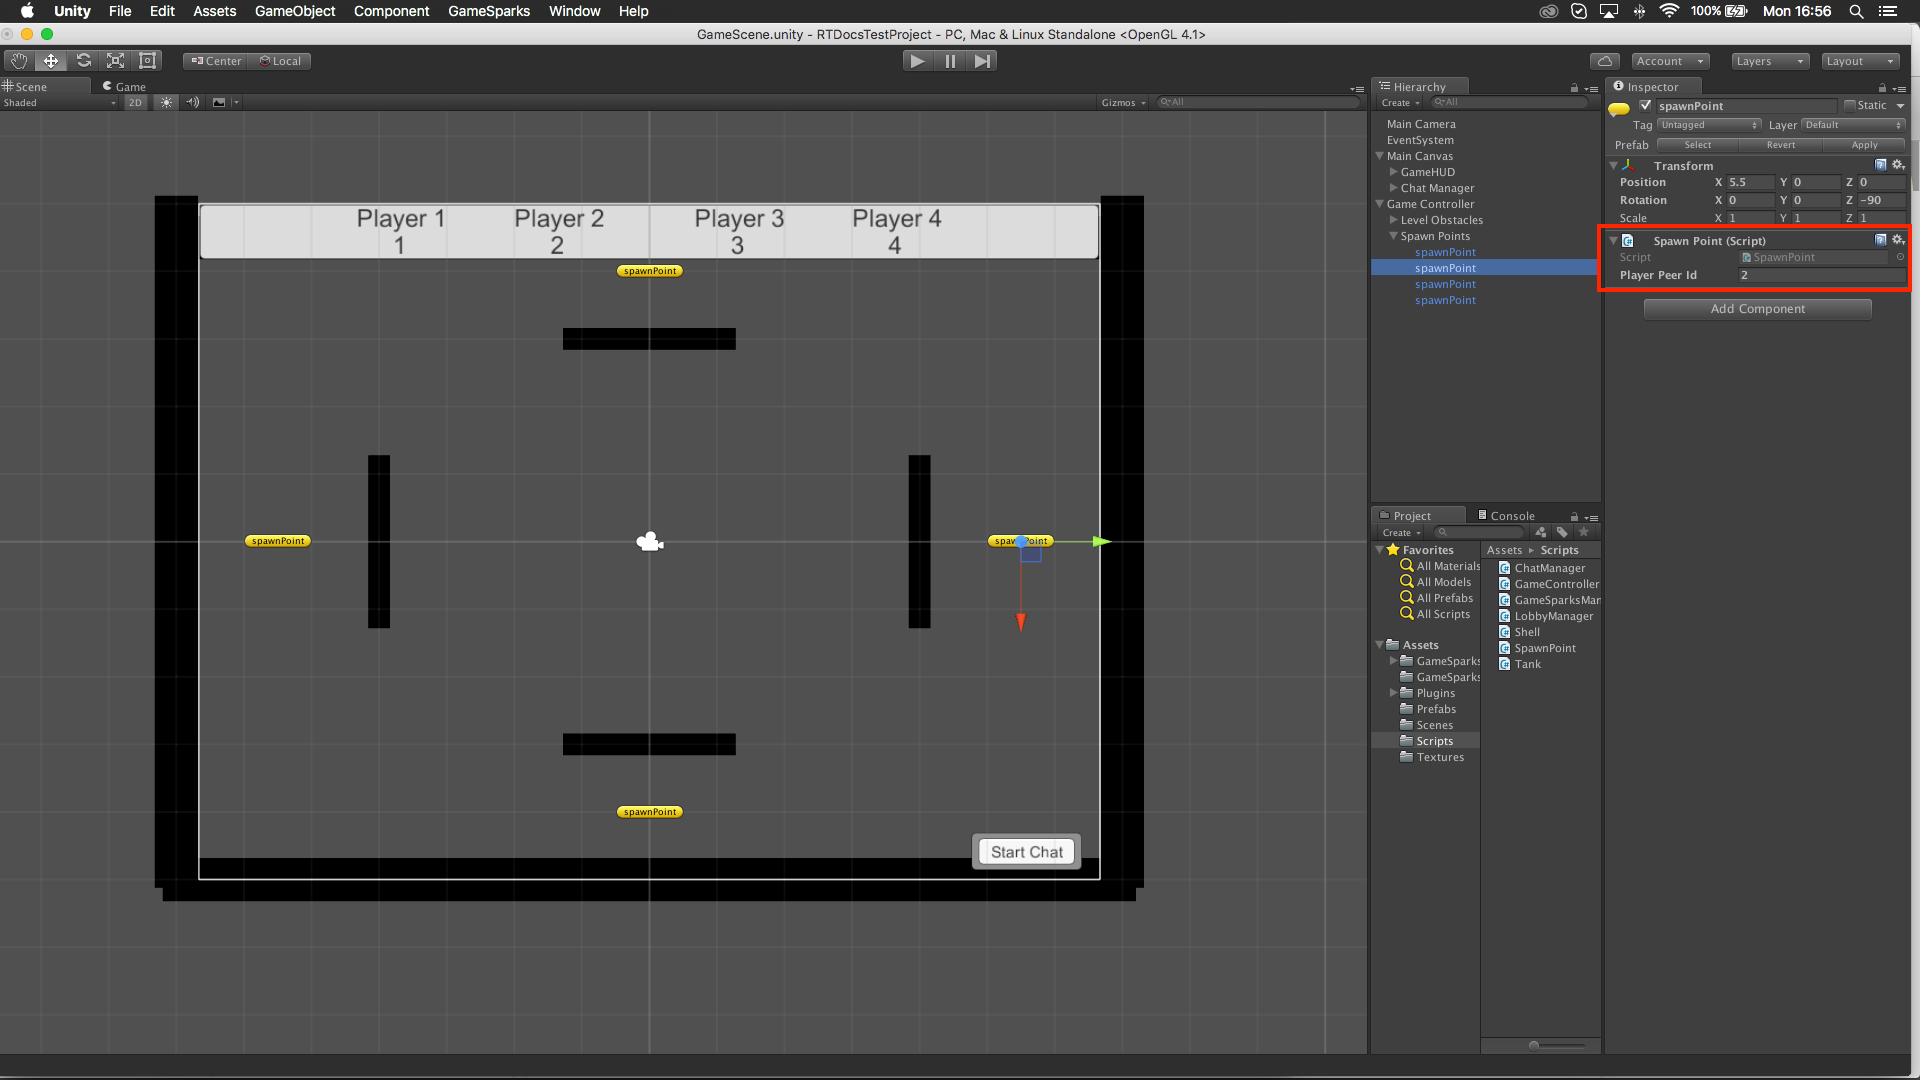 Unity File Edit Assets GameObject Component GameSparks Window Help 100% Mon 16:56
GameScene.unity - RTDocsTestProject - PC, Mac & Linux Standalone <OpenGL 4.1>
Center Local Account Layers Layout
Scene Game
Shaded 2D Gizmos All
Player 1 Player 2 Player 3 Player 4
1 2 3 4
spawnPoint
spawnPoint
spawnPoint
spawnPoint
Start Chat
Hierarchy
Create All
Main Camera
EventSystem
Main Canvas
GameHUD
Chat Manager
Game Controller
Level Obstacles
Spawn Points
spawnPoint
spawnPoint
spawnPoint
spawnPoint
Project Console
Create
Favorites
All Materials
All Models
All Prefabs
All Scripts
Assets
GameSparks
GameSparks
Plugins
Prefabs
Scenes
Scripts
Textures
Assets ▸ Scripts
ChatManager
GameController
GameSparksMan
LobbyManager
Shell
SpawnPoint
Tank
Inspector
spawnPoint Static
Tag Untagged Layer Default
Prefab Select Revert Apply
Transform
Position X 5.5 Y 0 Z 0
Rotation X 0 Y 0 Z -90
Scale X 1 Y 1 Z 1
Spawn Point (Script)
Script SpawnPoint
Player Peer Id 2
Add Component